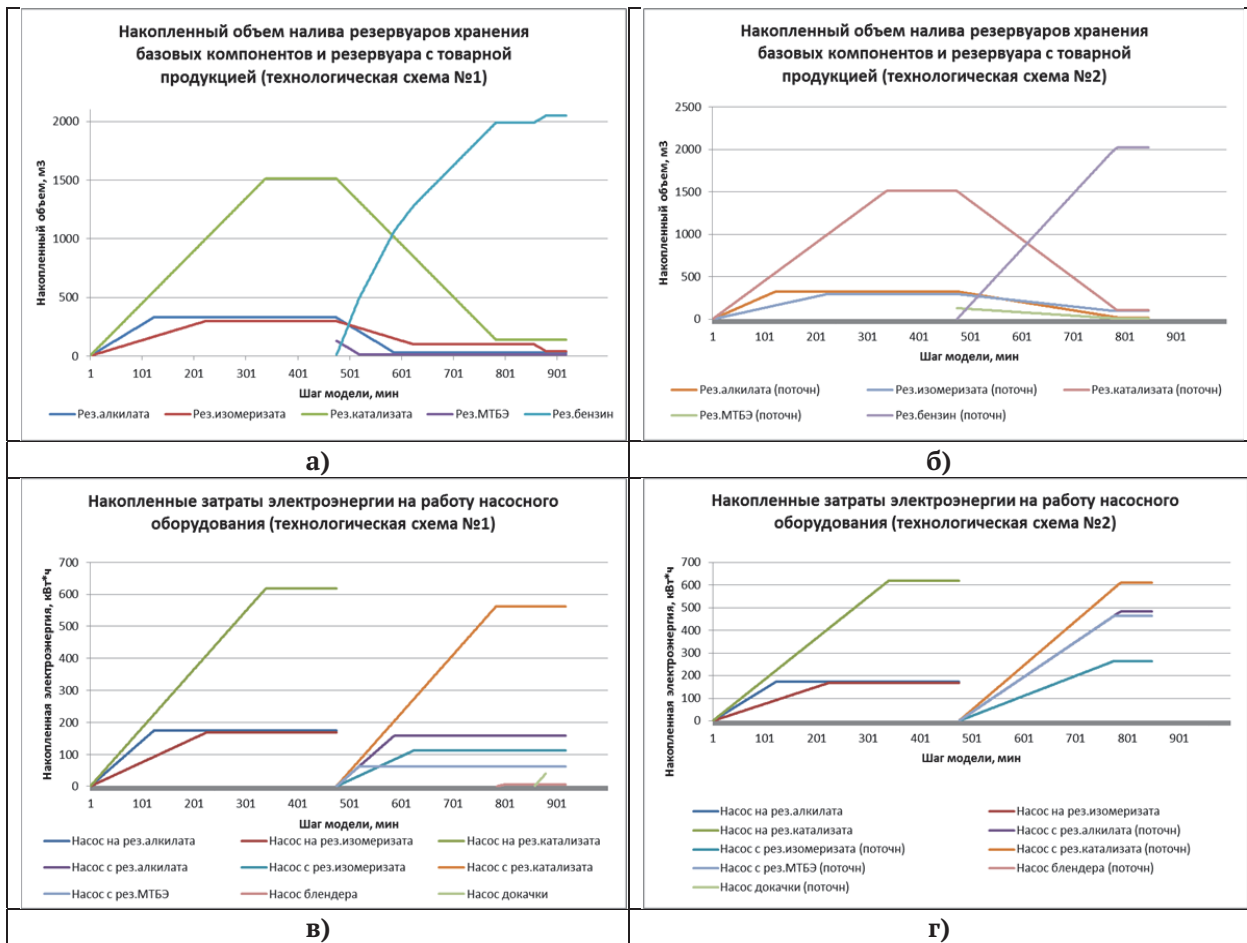 Накопленный объем налива резервуаров хранения
базовых компонентов и резервуара с товарной
продукцией (технологическая схема №1)
Накопленный объем, м3
2000
1500
1000
500
0
1 101 201 301 401 501 601 701 801 901
Шаг модели, мин
Рез.алкилата Рез.изомеризата Рез.катализата Рез.МТБЭ Рез.бензин
а)
Накопленный объем налива резервуаров хранения
базовых компонентов и резервуара с товарной
продукцией (технологическая схема №2)
Накопленный объем, м3
2500
2000
1500
1000
500
0
1 101 201 301 401 501 601 701 801 901
Шаг модели, мин
Рез.алкилата (поточн) Рез.изомеризата (поточн) Рез.катализата (поточн)
Рез.МТБЭ (поточн) Рез.бензин (поточн)
б)
Накопленные затраты электроэнергии на работу насосного
оборудования (технологическая схема №1)
Накопленная электроэнергия, кВт*ч
700
600
500
400
300
200
100
0
1 101 201 301 401 501 601 701 801 901
Шаг модели, мин
Насос на рез.алкилата Насос на рез.изомеризата Насос на рез.катализата
Насос с рез.алкилата Насос с рез.изомеризата Насос с рез.катализата
Насос с рез.МТБЭ Насос блендера Насос докачки
в)
Накопленные затраты электроэнергии на работу насосного
оборудования (технологическая схема №2)
Накопленная электроэнергия, кВт*ч
700
600
500
400
300
200
100
0
1 101 201 301 401 501 601 701 801 901
Шаг модели, мин
Насос на рез.алкилата Насос на рез.изомеризата
Насос на рез.катализата Насос с рез.алкилата (поточн)
Насос с рез.изомеризата (поточн) Насос с рез.катализата (поточн)
Насос с рез.МТБЭ (поточн) Насос блендера (поточн)
Насос докачки (поточн)
г)